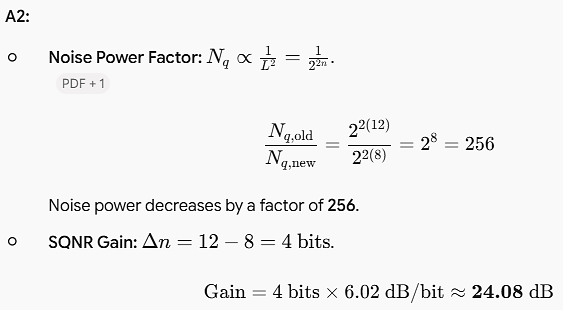 A2:
Noise Power Factor: N_q ∝ 1/L² = 1/2^{2n}.
PDF + 1
N_{q,old}/N_{q,new} = 2^{2(12)}/2^{2(8)} = 2⁸ = 256
Noise power decreases by a factor of 256.
SQNR Gain: Δn = 12 − 8 = 4 bits.
Gain = 4 bits × 6.02 dB/bit ≈ 24.08 dB